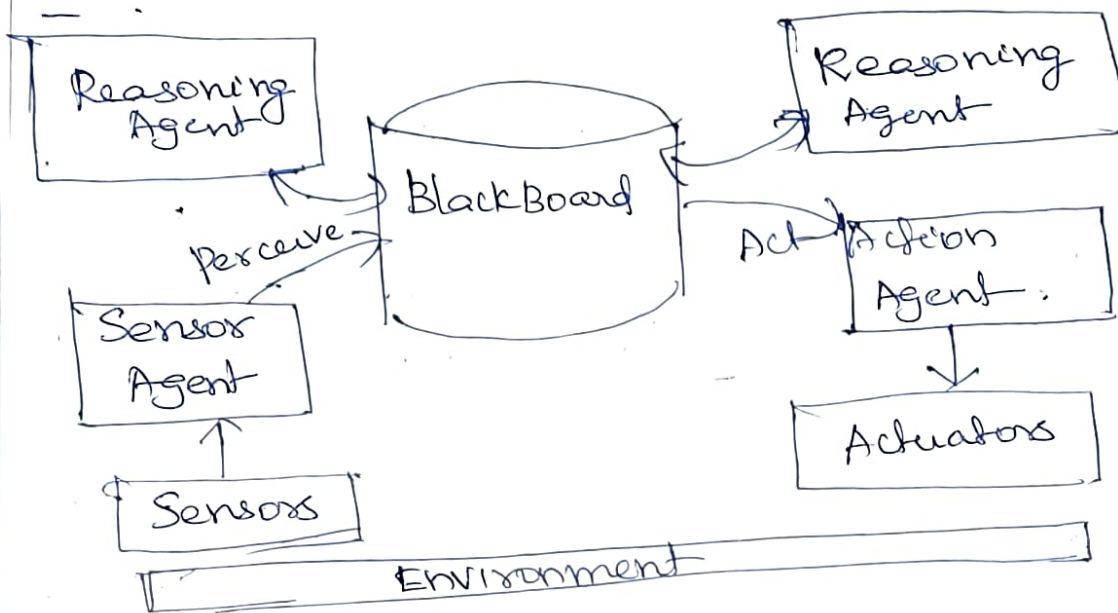 Reasoning
Agent
Reasoning
Agent
BlackBoard
Perceive
Act
Action
Agent.
Sensor
Agent
Actuators
Sensors
Environment